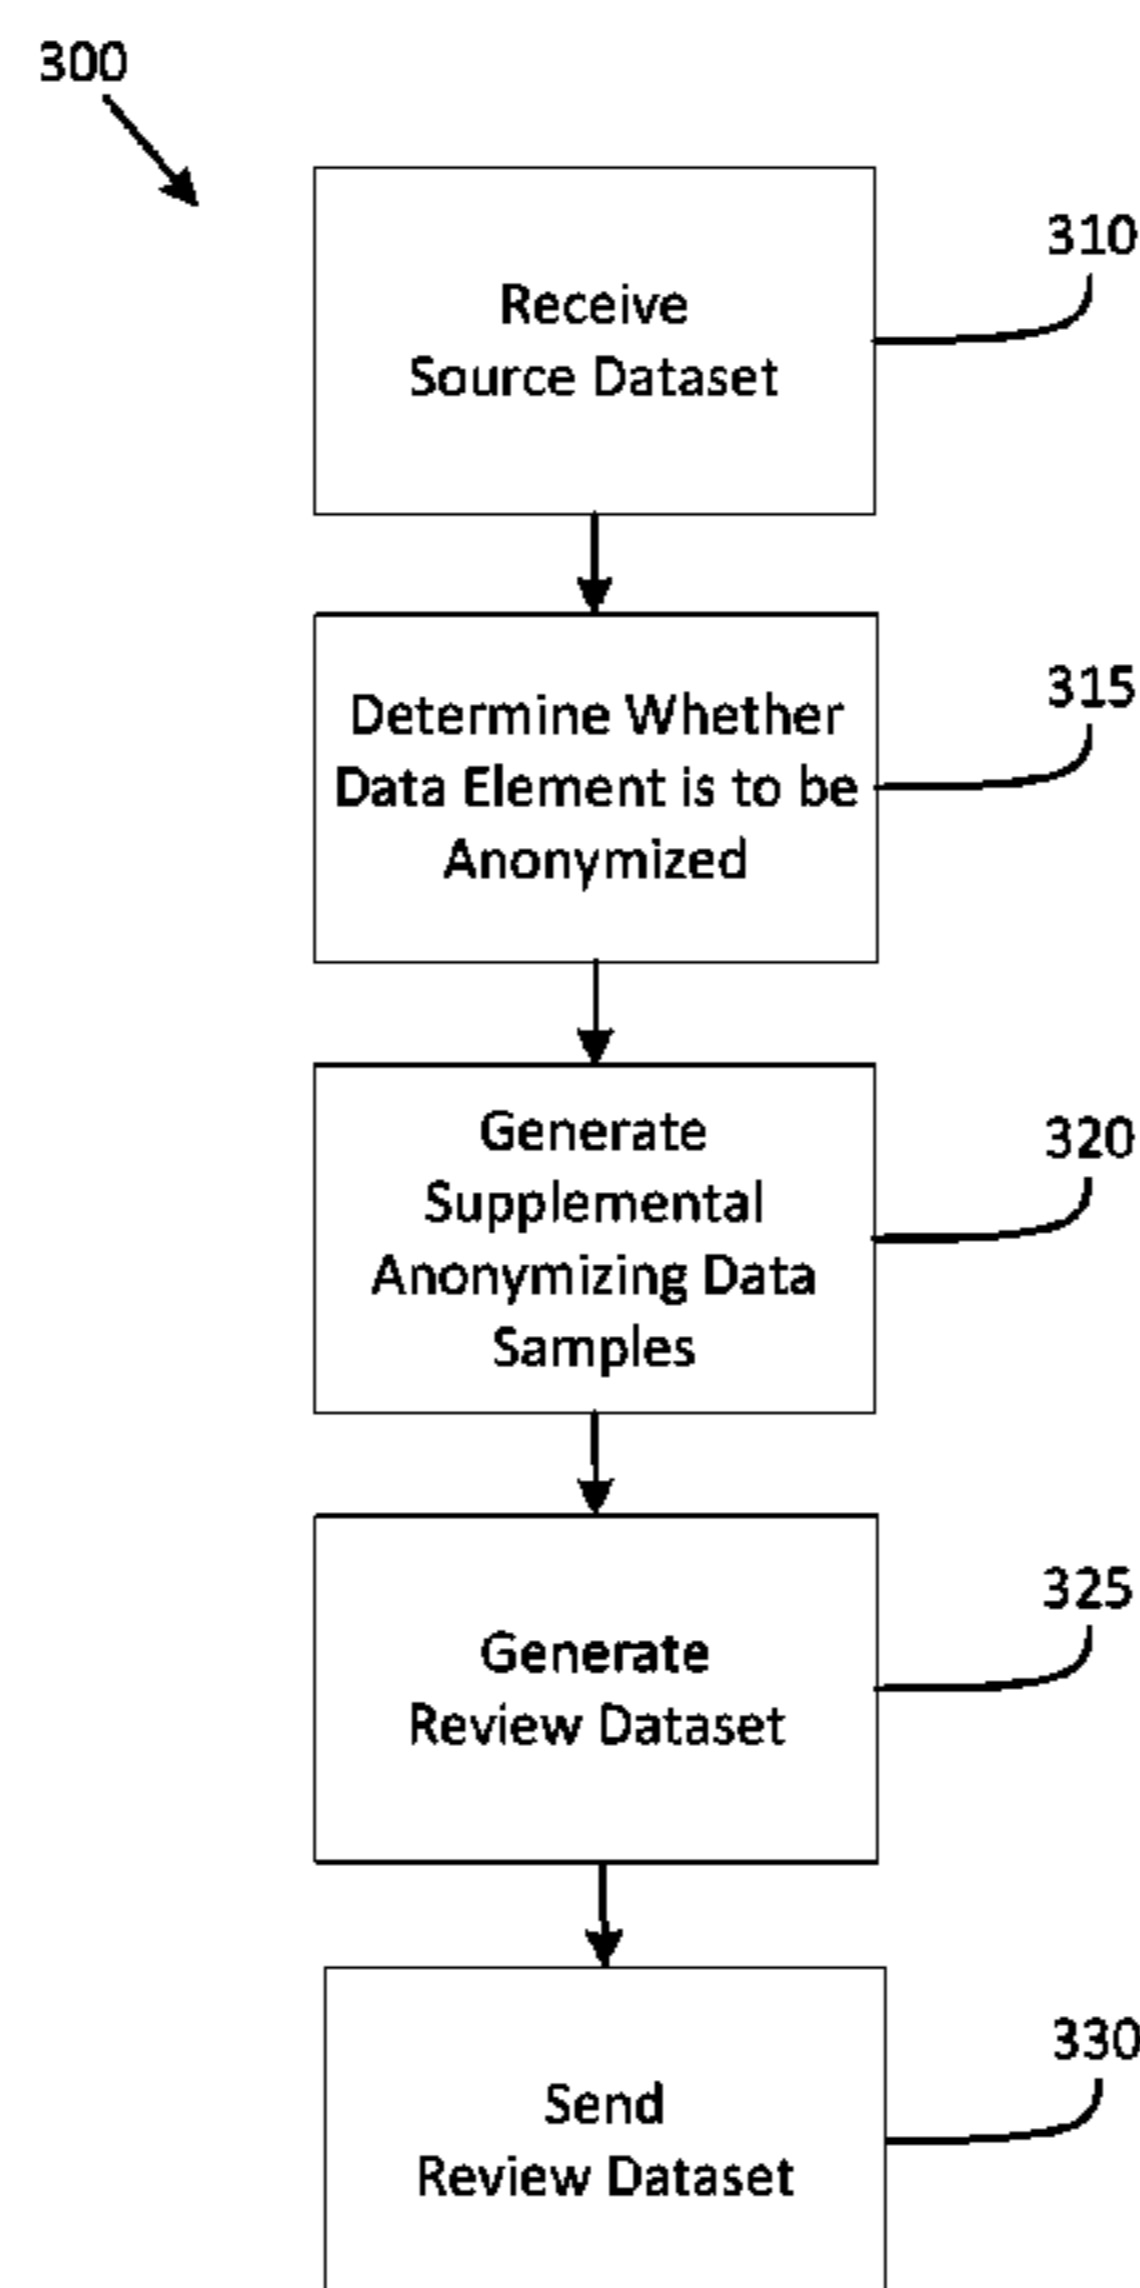 300
310
Receive
Source Dataset
315
Determine Whether
Data Element is to be
Anonymized
320
Generate
Supplemental
Anonymizing Data
Samples
325
Generate
Review Dataset
330
Send
Review Dataset